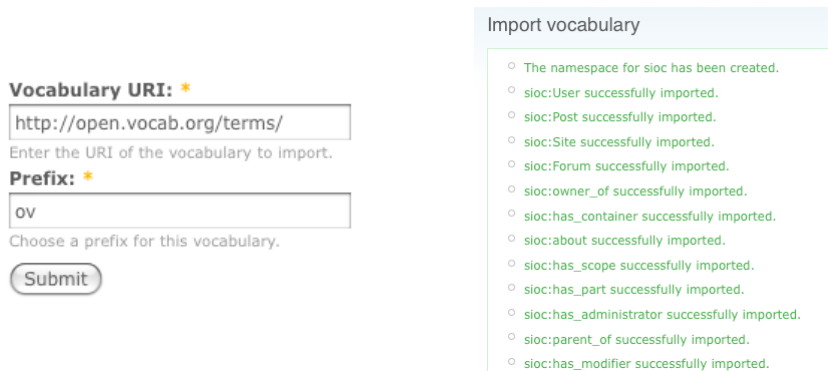 Vocabulary URI: *
http://open.vocab.org/terms/
Enter the URI of the vocabulary to import.
Prefix: *
ov
Choose a prefix for this vocabulary.
Submit
Import vocabulary
The namespace for sioc has been created.
sioc:User successfully imported.
sioc:Post successfully imported.
sioc:Site successfully imported.
sioc:Forum successfully imported.
sioc:owner_of successfully imported.
sioc:has_container successfully imported.
sioc:about successfully imported.
sioc:has_scope successfully imported.
sioc:has_part successfully imported.
sioc:has_administrator successfully imported.
sioc:parent_of successfully imported.
sioc:has_modifier successfully imported.